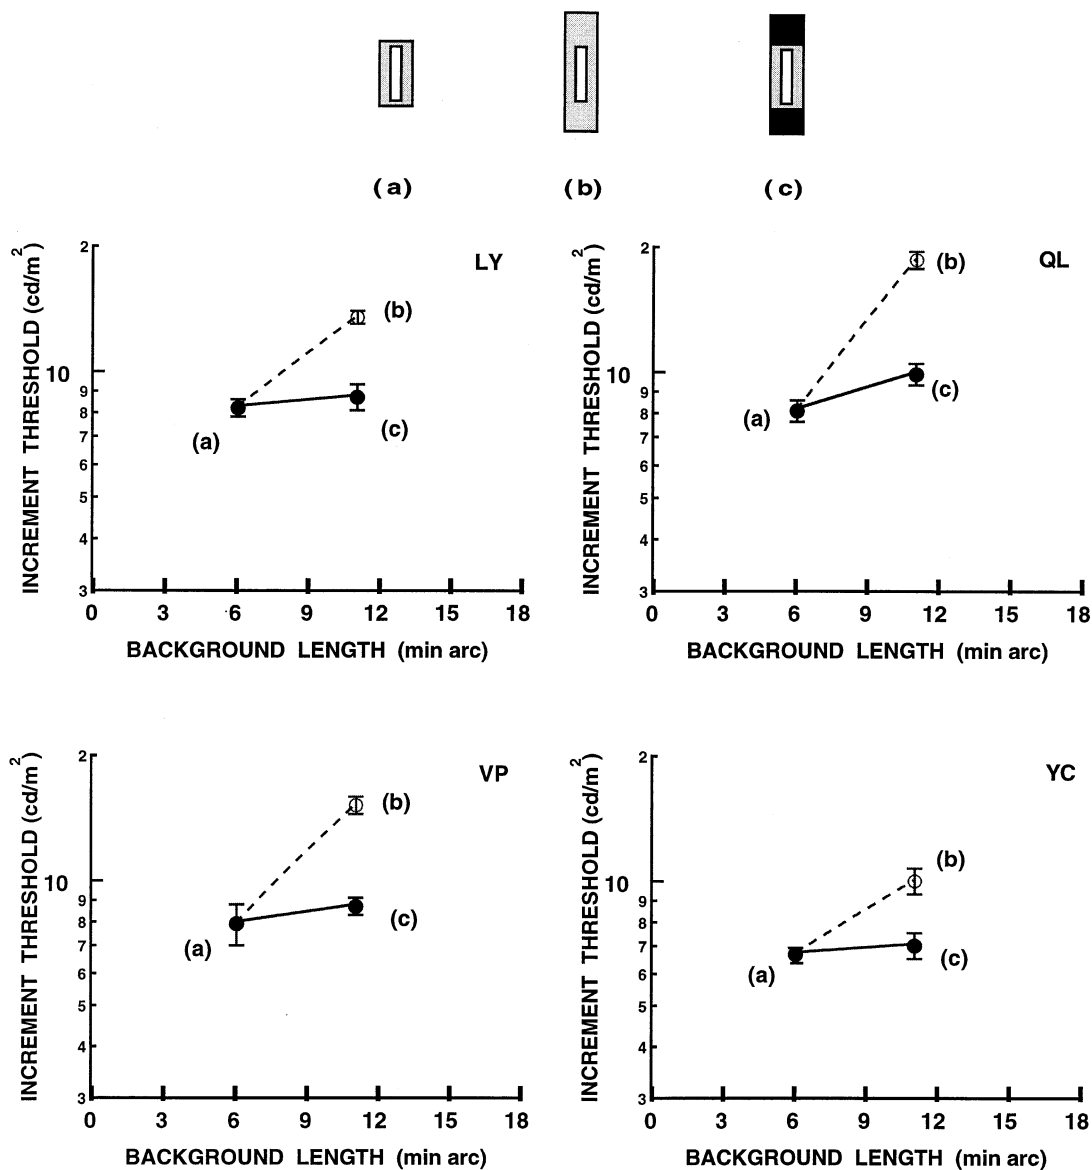 (a) (b) (c)
INCREMENT THRESHOLD (cd/m2)
2
10
9
8
7
6
5
4
3
LY
(b)
(a)
(c)
0 3 6 9 12 15 18
BACKGROUND LENGTH (min arc)
INCREMENT THRESHOLD (cd/m2)
2
10
9
8
7
6
5
4
3
QL
(b)
(a)
(c)
0 3 6 9 12 15 18
BACKGROUND LENGTH (min arc)
INCREMENT THRESHOLD (cd/m2)
2
10
9
8
7
6
5
4
3
VP
(b)
(a)
(c)
0 3 6 9 12 15 18
BACKGROUND LENGTH (min arc)
INCREMENT THRESHOLD (cd/m2)
2
10
9
8
7
6
5
4
3
YC
(b)
(a)
(c)
0 3 6 9 12 15 18
BACKGROUND LENGTH (min arc)